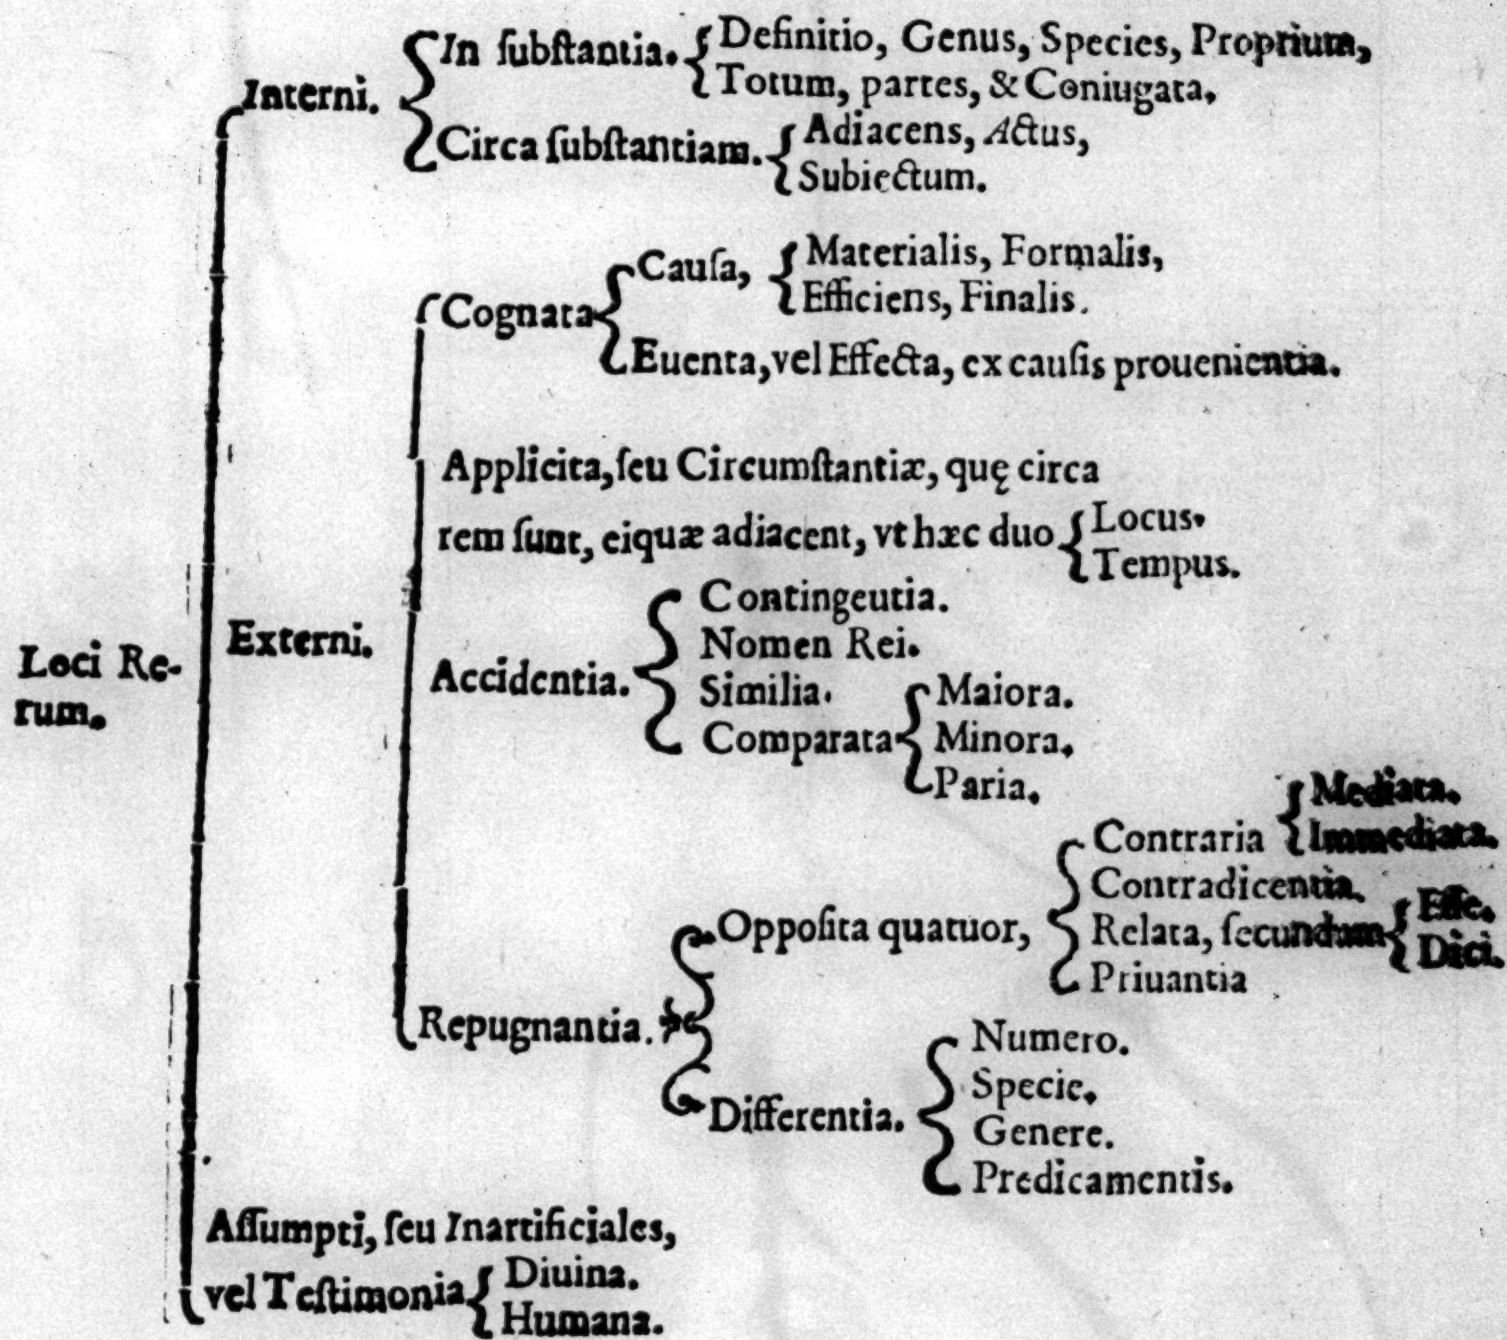 In ſubſtantia. Definitio, Genus, Species, Proprium,
Totum, partes, & Coniugata.
Interni.
Circa ſubſtantiam. Adiacens, Actus,
Subiectum.
Cauſa, Materialis, Formalis,
Efficiens, Finalis.
Cognata
Euenta, vel Effecta, ex cauſis prouenientia.
Applicita, ſeu Circumſtantiæ, quę circa
rem ſunt, eiquæ adiacent, vt hæc duo Locus.
Tempus.
Externi.
Loci Re-
rum.
Accidentia.
Contingeutia.
Nomen Rei.
Similia.
Comparata
Maiora.
Minora.
Paria.
Repugnantia.
Oppoſita quatuor,
Contraria
Mediata.
Immediata.
Contradicentia.
Relata, ſecundum
Eſſe.
Dici.
Priuantia
Differentia.
Numero.
Specie.
Genere.
Predicamentis.
Aſſumpti, ſeu Inartificiales,
vel Teſtimonia Diuina.
Humana.